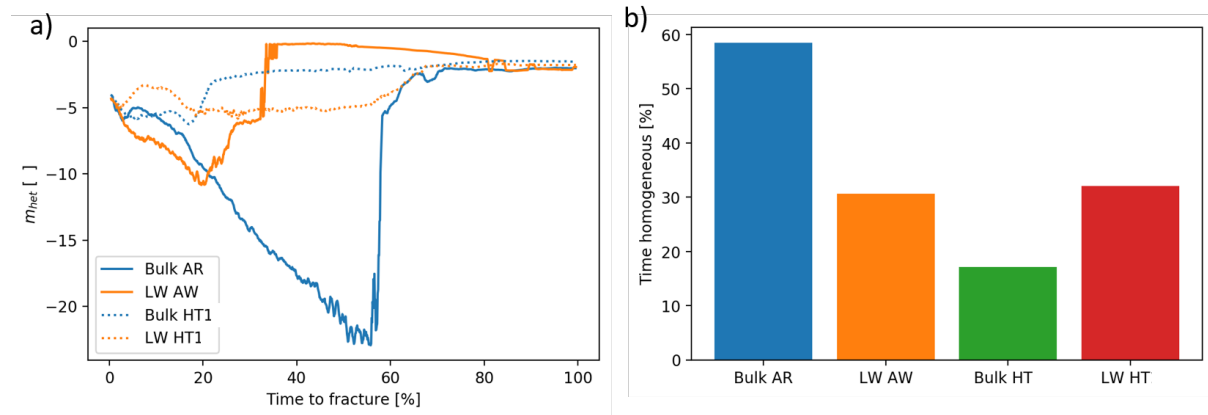 a)
0
−5
−10
−15
−20
m_het [ ]
Bulk AR
LW AW
Bulk HT1
LW HT1
0 20 40 60 80 100
Time to fracture [%]
b)
60
50
40
30
20
10
0
Time homogeneous [%]
Bulk AR LW AW Bulk HT LW HT